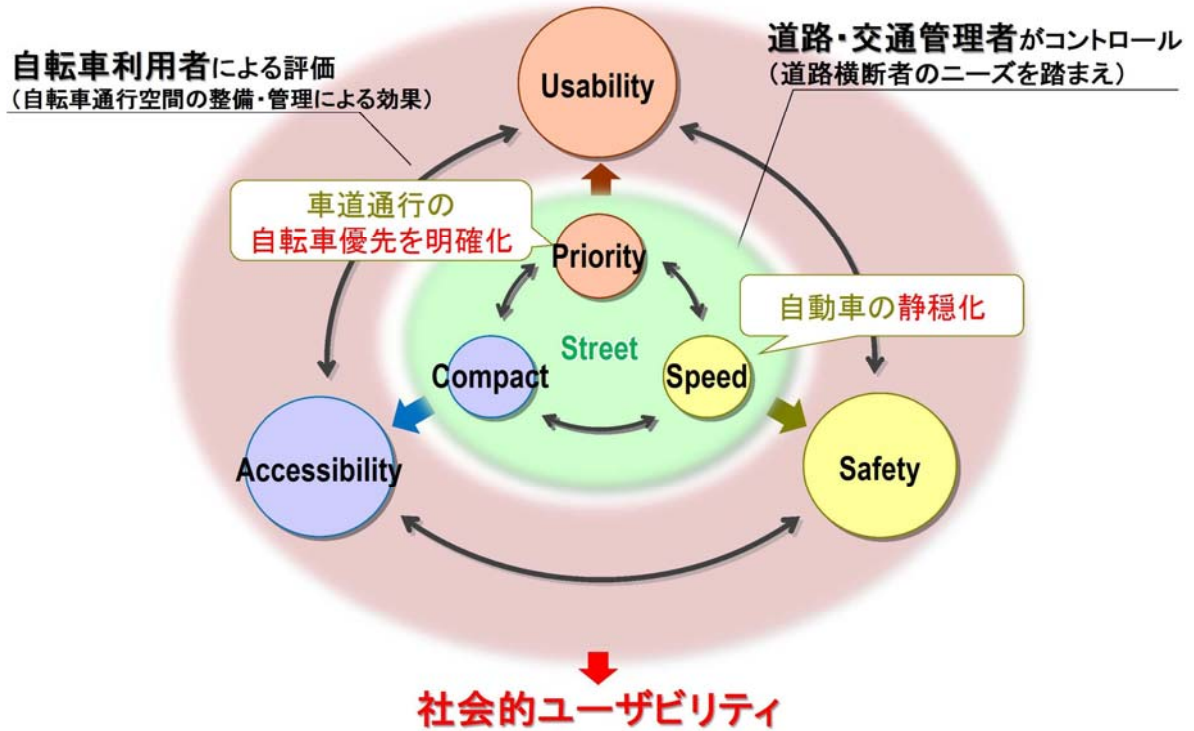 自転車利用者による評価
(自転車通行空間の整備・管理による効果)
道路・交通管理者がコントロール
(道路横断者のニーズを踏まえ)
Usability
車道通行の
自転車優先を明確化
Priority
自動車の静穏化
Street
Compact
Speed
Accessibility
Safety
社会的ユーザビリティ